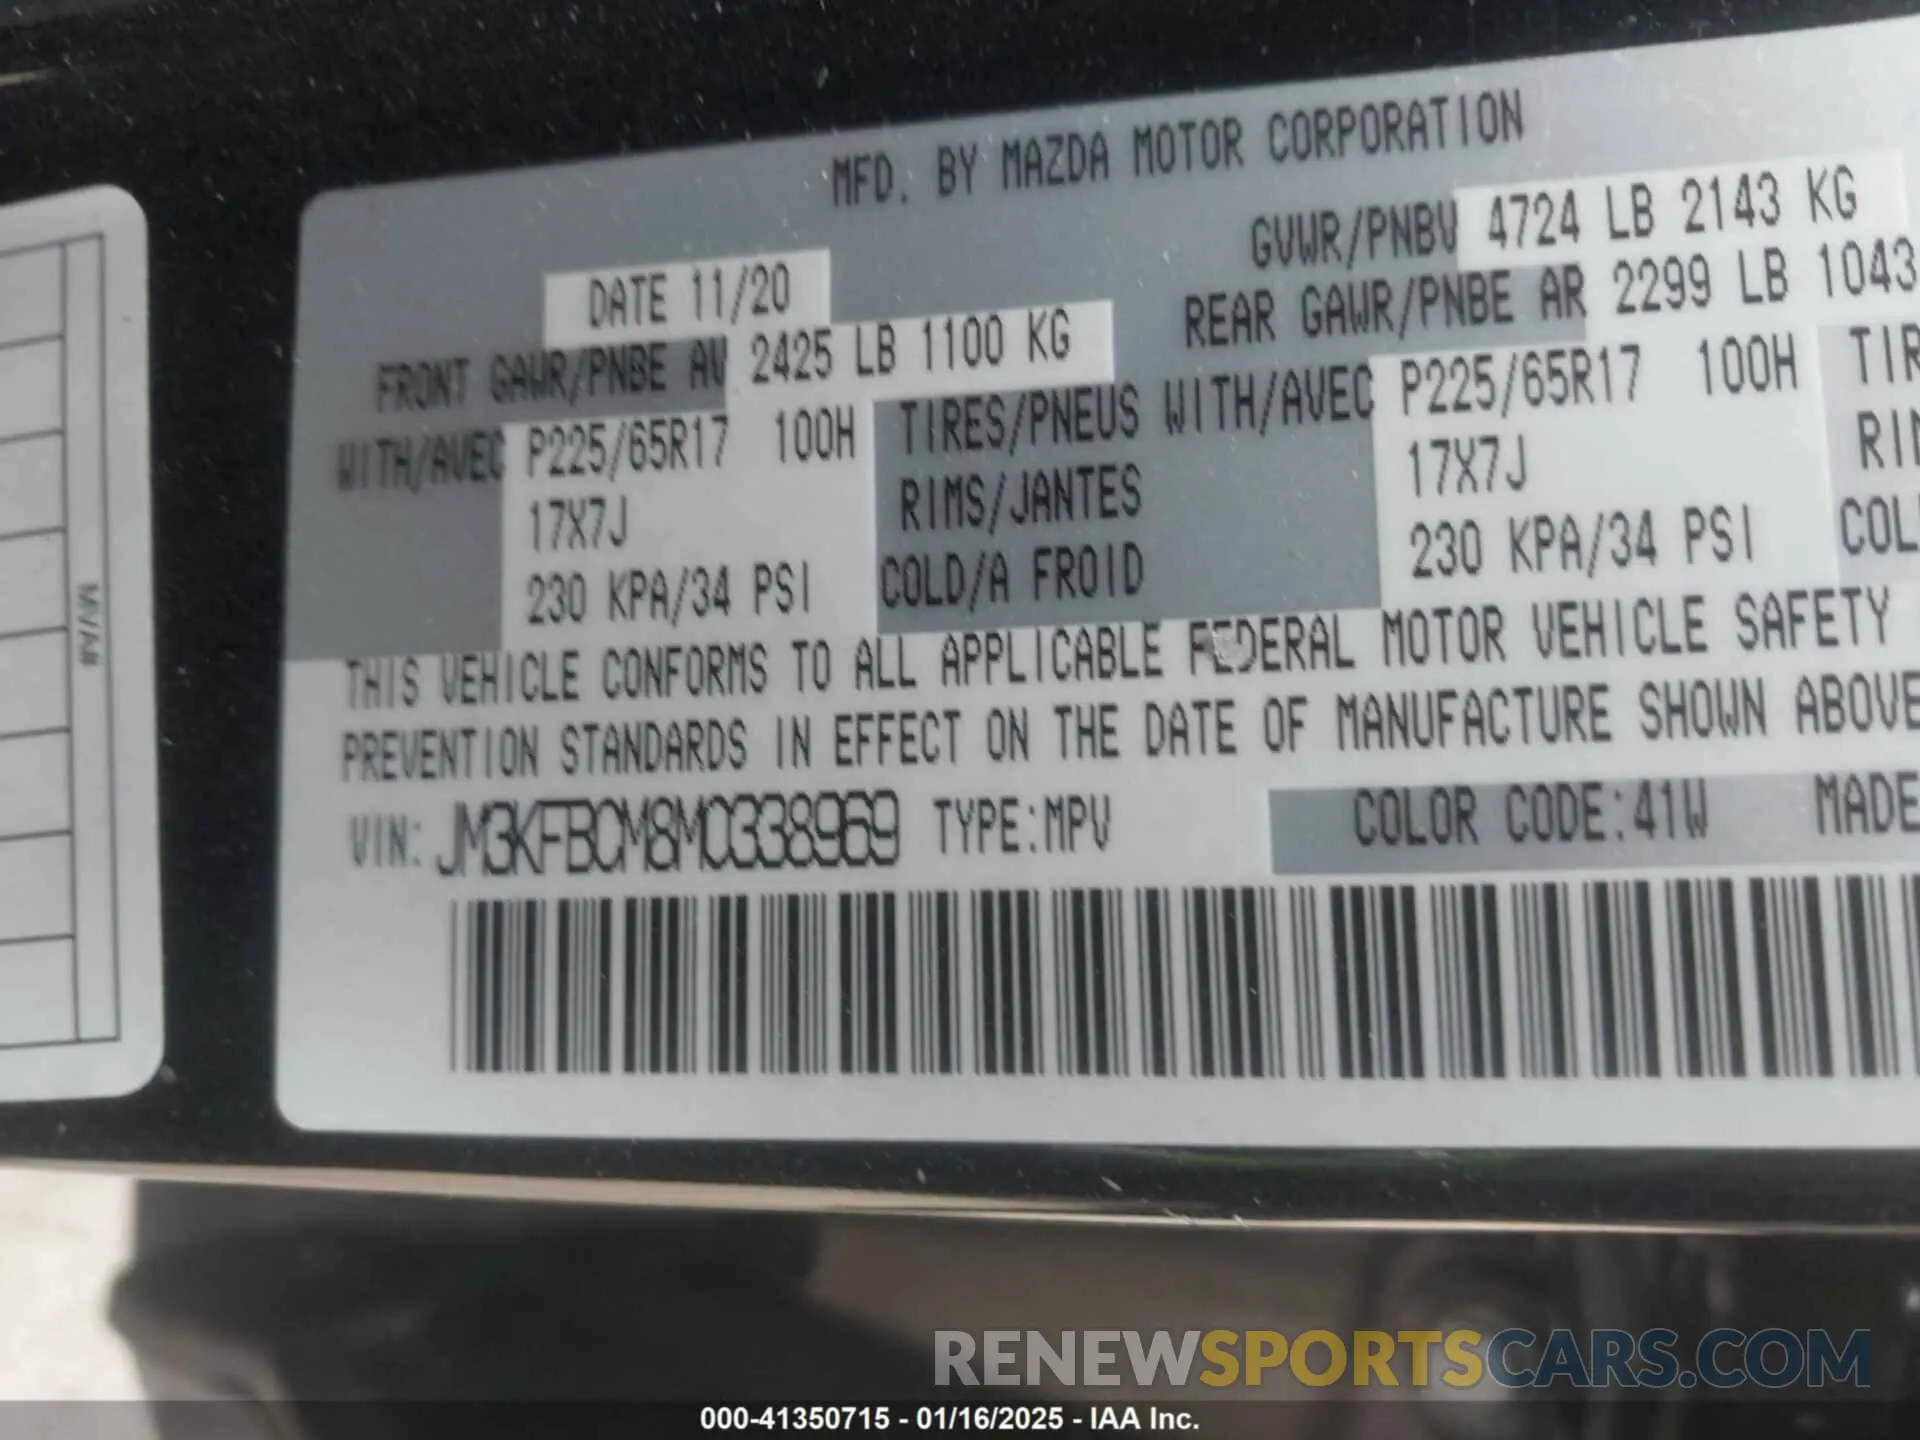 MFD. BY MAZDA MOTOR CORPORATION
DATE 11/20 GVWR/PNBV 4724 LB 2143 KG
FRONT GAWR/PNBE AV 2425 LB 1100 KG REAR GAWR/PNBE AR 2299 LB 1043
WITH/AVEC P225/65R17 100H TIRES/PNEUS WITH/AVEC P225/65R17 100H TIR
17X7J RIMS/JANTES 17X7J RIM
230 KPA/34 PSI COLD/A FROID 230 KPA/34 PSI COL
THIS VEHICLE CONFORMS TO ALL APPLICABLE FEDERAL MOTOR VEHICLE SAFETY
PREVENTION STANDARDS IN EFFECT ON THE DATE OF MANUFACTURE SHOWN ABOVE
VIN: JM3KFBCM8M0338969 TYPE:MPV COLOR CODE:41W MADE
RENEWSPORTSCARS.COM
000-41350715 - 01/16/2025 - IAA Inc.